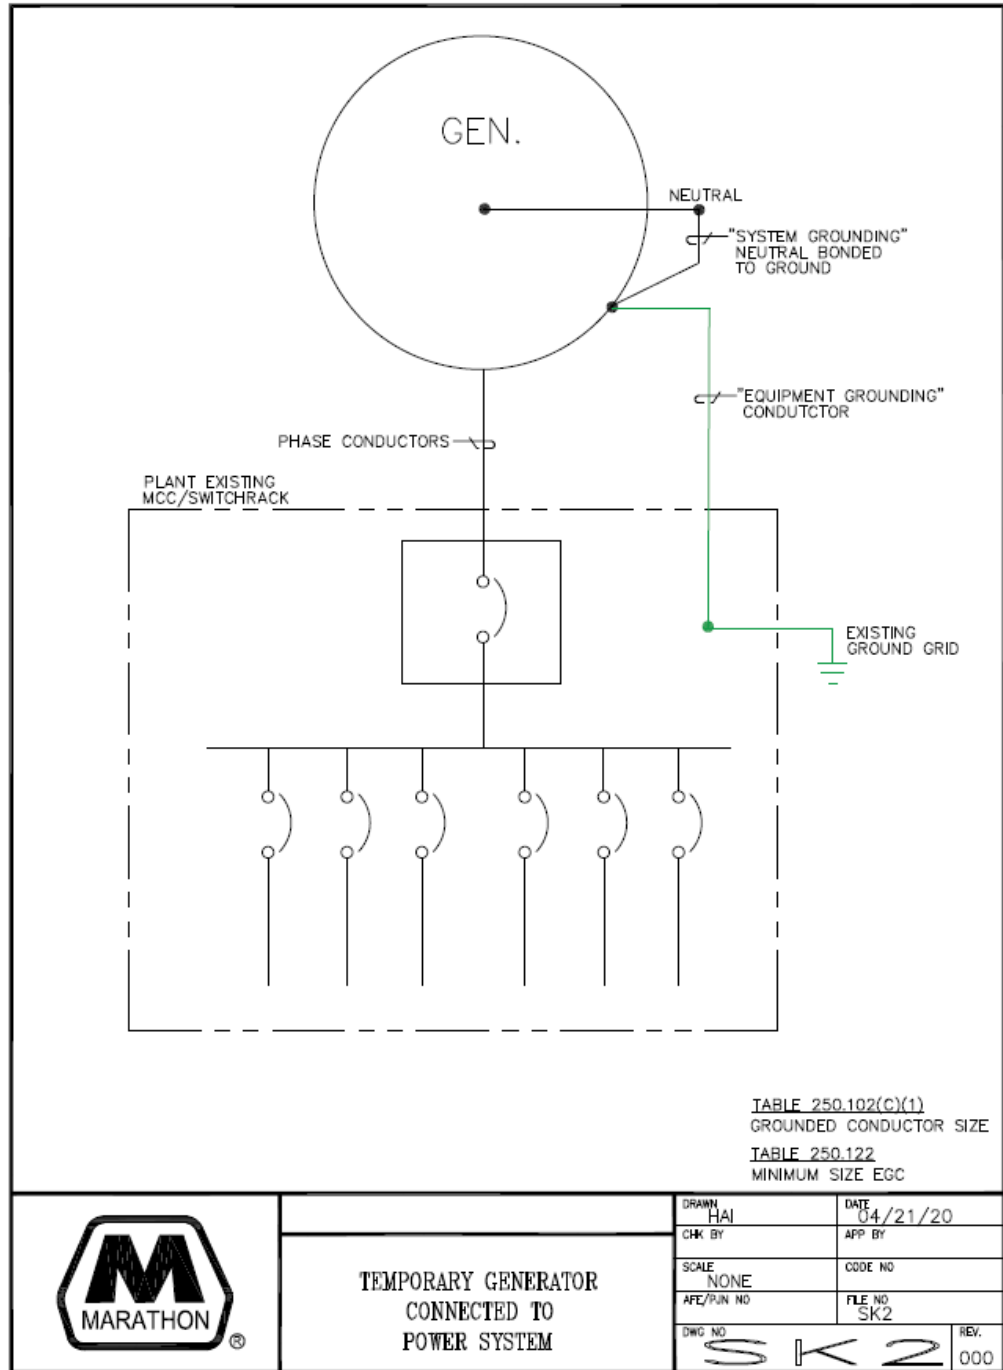 GEN.
NEUTRAL
"SYSTEM GROUNDING"
NEUTRAL BONDED
TO GROUND
"EQUIPMENT GROUNDING"
CONDUTCTOR
PHASE CONDUCTORS
PLANT EXISTING
MCC/SWITCHRACK
EXISTING
GROUND GRID
TABLE 250.102(C)(1)
GROUNDED CONDUCTOR SIZE
TABLE 250.122
MINIMUM SIZE EGC
M
MARATHON
®
TEMPORARY GENERATOR
CONNECTED TO
POWER SYSTEM
DRAWN
HAI
DATE
04/21/20
CHK BY
APP BY
SCALE
NONE
CODE NO
AFE/PJN NO
FILE NO
SK2
DWG NO
SK2
REV.
000